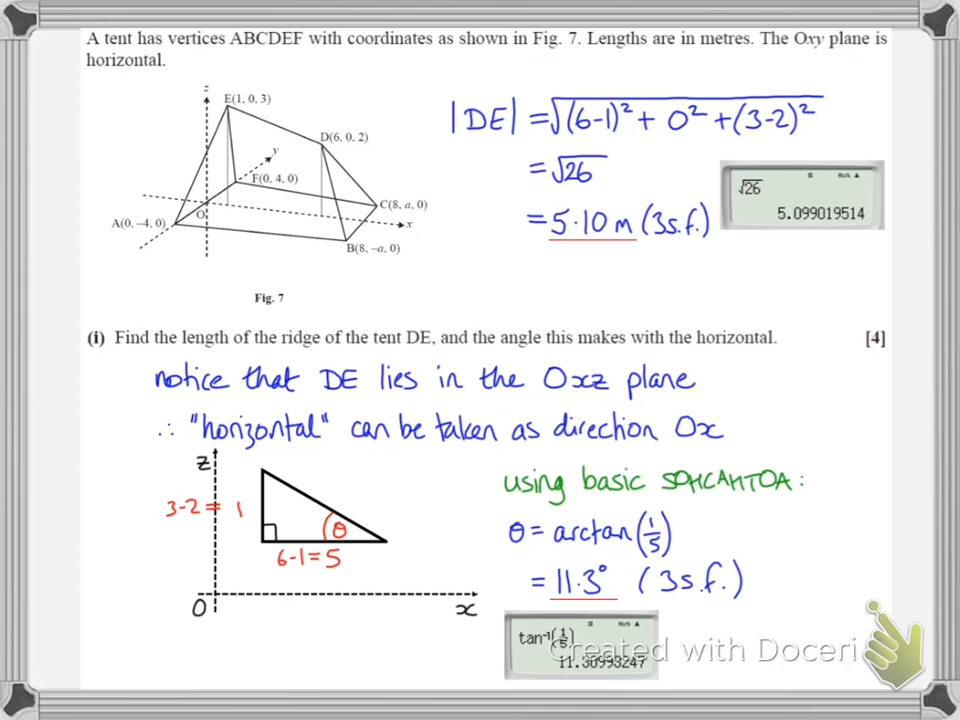 A tent has vertices ABCDEF with coordinates as shown in Fig. 7. Lengths are in metres. The Oxy plane is
horizontal.
z
E(1, 0, 3)
D(6, 0, 2)
y
F(0, 4, 0)
C(8, a, 0)
O
x
A(0, –4, 0)
B(8, –a, 0)
Fig. 7
|DE| = √(6-1)² + 0² + (3-2)²
= √26
= 5·10 m (3s.f.)
√26
Math ▲
5.099019514
(i) Find the length of the ridge of the tent DE, and the angle this makes with the horizontal. [4]
notice that DE lies in the Oxz plane
∴ "horizontal" can be taken as direction Ox
z
3-2 = 1
θ
6-1=5
O
x
using basic SOHCAHTOA:
θ = arctan(1/5)
= 11·3° (3s.f.)
Math ▲
tan⁻¹(1/5)
11.30993247
Created with Doceri